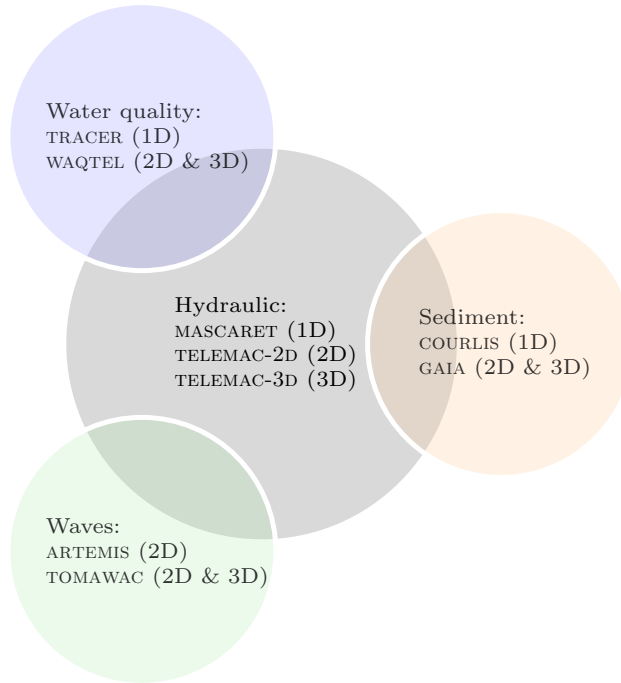 Water quality:
TRACER (1D)
WAQTEL (2D & 3D)
Hydraulic:
MASCARET (1D)
TELEMAC-2D (2D)
TELEMAC-3D (3D)
Sediment:
COURLIS (1D)
GAIA (2D & 3D)
Waves:
ARTEMIS (2D)
TOMAWAC (2D & 3D)